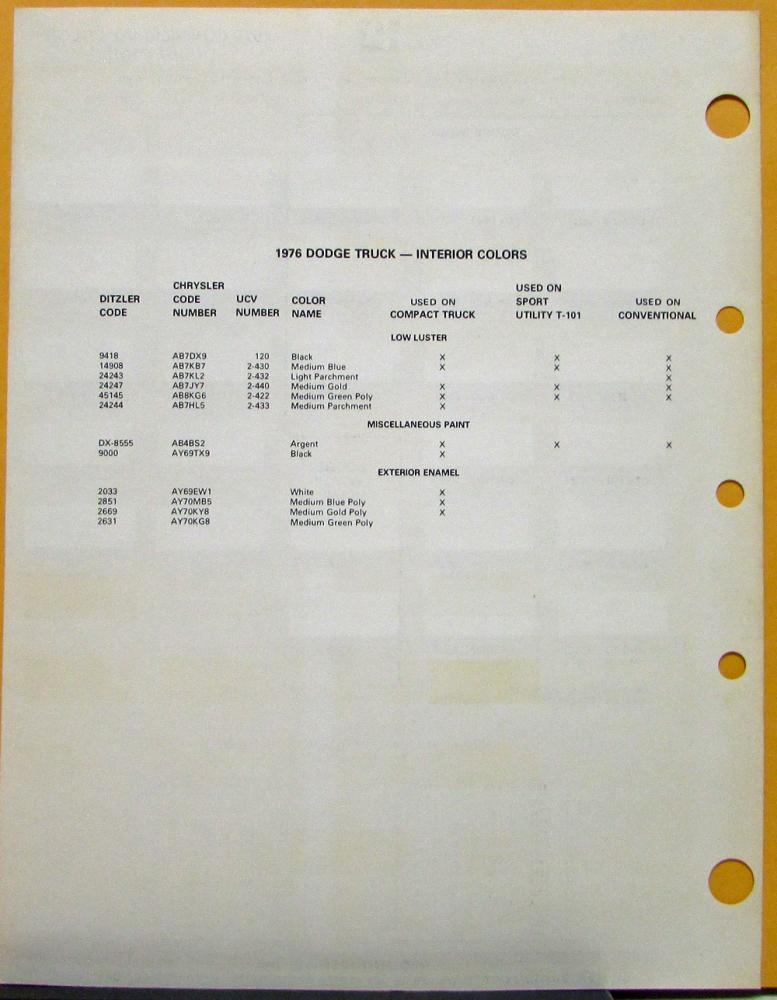 1976 DODGE TRUCK — INTERIOR COLORS
DITZLER CODE CHRYSLER CODE NUMBER UCV NUMBER COLOR NAME USED ON COMPACT TRUCK USED ON SPORT UTILITY T-101 USED ON CONVENTIONAL
LOW LUSTER
9418 AB7DX9 120 Black X X X
14908 AB7KB7 2-430 Medium Blue X X X
24243 AB7KL2 2-432 Light Parchment X
24247 AB7JY7 2-440 Medium Gold X X X
45145 AB8KG6 2-422 Medium Green Poly X X X
24244 AB7HL5 2-433 Medium Parchment X
MISCELLANEOUS PAINT
DX-8555 AB4BS2 Argent X X X
9000 AY69TX9 Black X
EXTERIOR ENAMEL
2033 AY69EW1 White X
2851 AY70MB5 Medium Blue Poly X
2669 AY70KY8 Medium Gold Poly X
2631 AY70KG8 Medium Green Poly